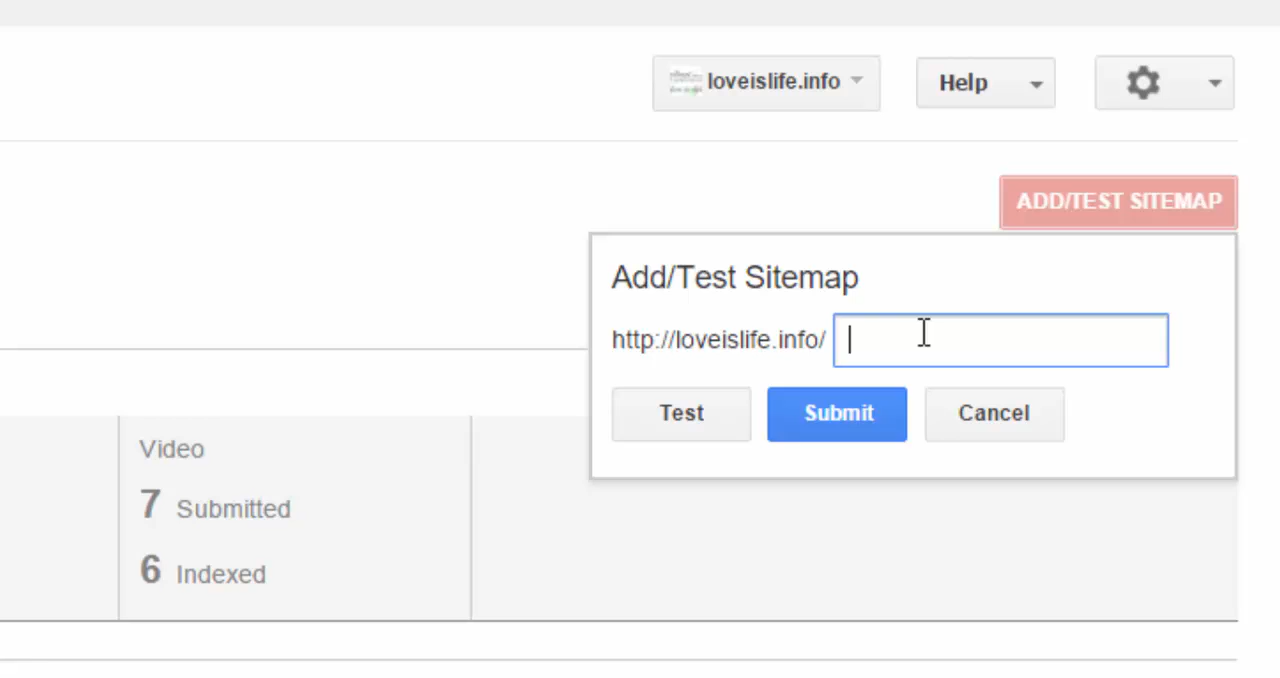 loveislife.info
Help
ADD/TEST SITEMAP
Add/Test Sitemap
http://loveislife.info/
Test
Submit
Cancel
Video
7 Submitted
6 Indexed